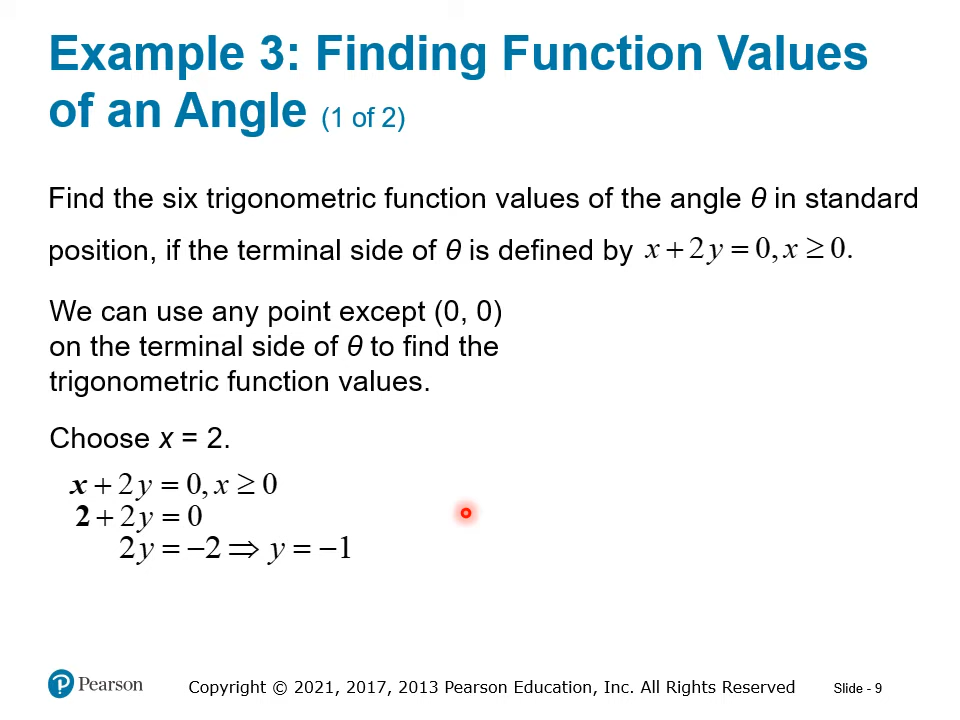 Example 3: Finding Function Values
of an Angle (1 of 2)
Find the six trigonometric function values of the angle θ in standard
position, if the terminal side of θ is defined by x + 2y = 0, x ≥ 0.
We can use any point except (0, 0)
on the terminal side of θ to find the
trigonometric function values.
Choose x = 2.
x + 2y = 0, x ≥ 0
2 + 2y = 0
2y = −2 ⇒ y = −1
Pearson
Copyright © 2021, 2017, 2013 Pearson Education, Inc. All Rights Reserved
Slide - 9